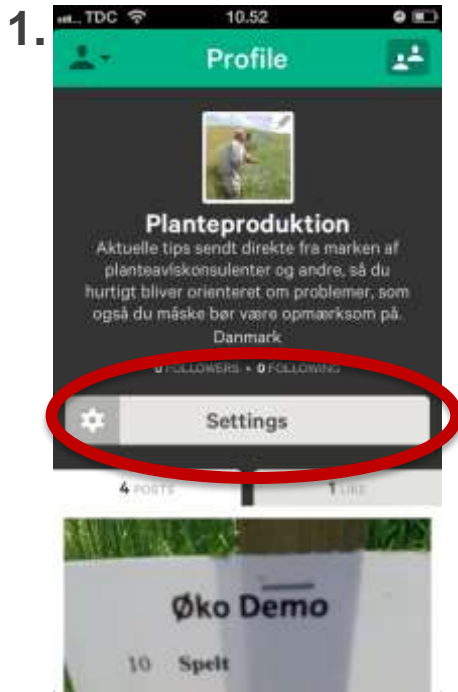 1.
TDC 10.52
Profile
Planteproduktion
Aktuelle tips sendt direkte fra marken af
planteavlskonsulenter og andre, så du
hurtigt bliver orienteret om problemer, som
også du måske bør være opmærksom på.
Danmark
0 FOLLOWERS • 0 FOLLOWING
Settings
4 POSTS 1 LIKE
Øko Demo
10 Spelt